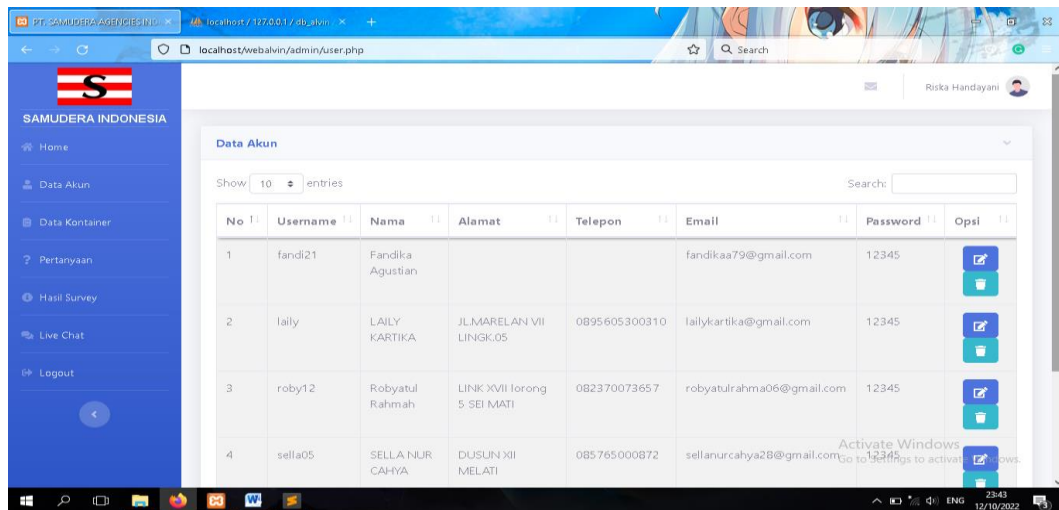 PT. SAMUDERA AGENCIES IND
localhost / 127.0.0.1 / db_alvin
localhost/webalvin/admin/user.php
Search
S
SAMUDERA INDONESIA
Riska Handayani
Home
Data Akun
Data Kontainer
Pertanyaan
Hasil Survey
Live Chat
Logout
Data Akun
Show 10 entries
Search:
No Username Nama Alamat Telepon Email Password Opsi
1 fandi21 Fandika fandikaa79@gmail.com 12345
Agustian
2 laily LAILY JL.MARELAN VII 0895605300310 lailykartika@gmail.com 12345
KARTIKA LINGK.05
3 roby12 Robyatul LINK XVII lorong 082370073657 robyatulrahma06@gmail.com 12345
Rahmah 5 SEI MATI
4 sella05 SELLA NUR DUSUN XII 085765000872 sellanurcahya28@gmail.com 12345
CAHYA MELATI
Activate Windows
Go to Settings to activate Windows.
ENG
23:43
12/10/2022